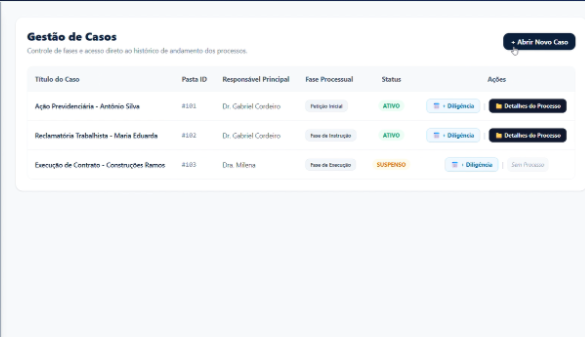 Gestão de Casos
Controle de fases e acesso direto ao histórico de andamento dos processos.
+ Abrir Novo Caso
Título do Caso Pasta ID Responsável Principal Fase Processual Status Ações
Ação Previdenciária - Antônio Silva #101 Dr. Gabriel Cordeiro Petição Inicial ATIVO + Diligência | Detalhes do Processo
Reclamatória Trabalhista - Maria Eduarda #102 Dr. Gabriel Cordeiro Fase de Instrução ATIVO + Diligência | Detalhes do Processo
Execução de Contrato - Construções Ramos #103 Dra. Milena Fase de Execução SUSPENSO + Diligência | Sem Processo